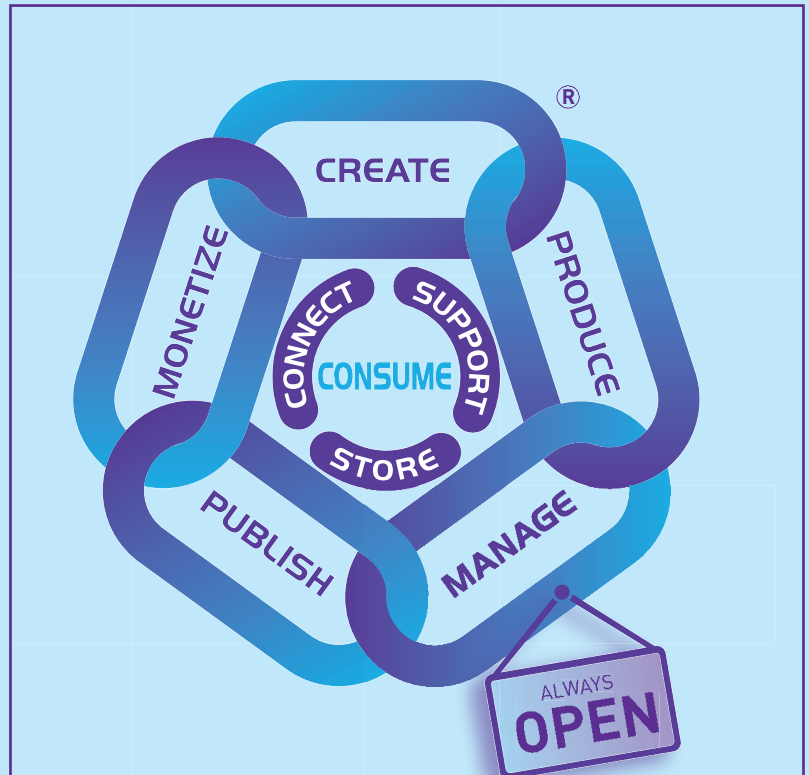 ®
CREATE
PRODUCE
MANAGE
PUBLISH
MONETIZE
CONNECT
SUPPORT
STORE
CONSUME
ALWAYS
OPEN